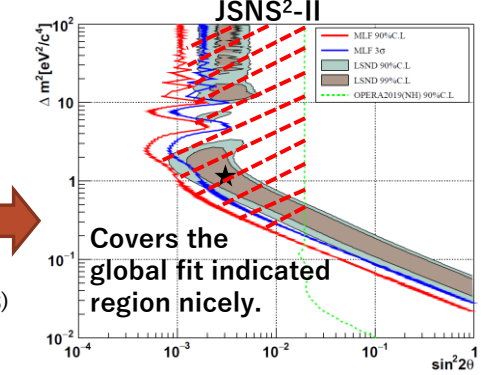 JSNS²-II
Δ m²[eV²/c⁴]
10²
10
1
10⁻¹
10⁻²
MLF 90%C.L
MLF 3σ
LSND 90%C.L
LSND 99%C.L
OPERA2019(NH) 90%C.L
Covers the
global fit indicated
region nicely.
)
10⁻⁴
10⁻³
10⁻²
10⁻¹
1
sin²2θ